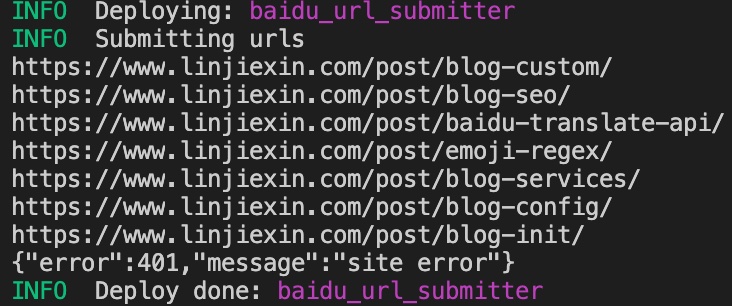 INFO  Deploying: baidu_url_submitter
INFO  Submitting urls
https://www.linjiexin.com/post/blog-custom/
https://www.linjiexin.com/post/blog-seo/
https://www.linjiexin.com/post/baidu-translate-api/
https://www.linjiexin.com/post/emoji-regex/
https://www.linjiexin.com/post/blog-services/
https://www.linjiexin.com/post/blog-config/
https://www.linjiexin.com/post/blog-init/
{"error":401,"message":"site error"}
INFO  Deploy done: baidu_url_submitter